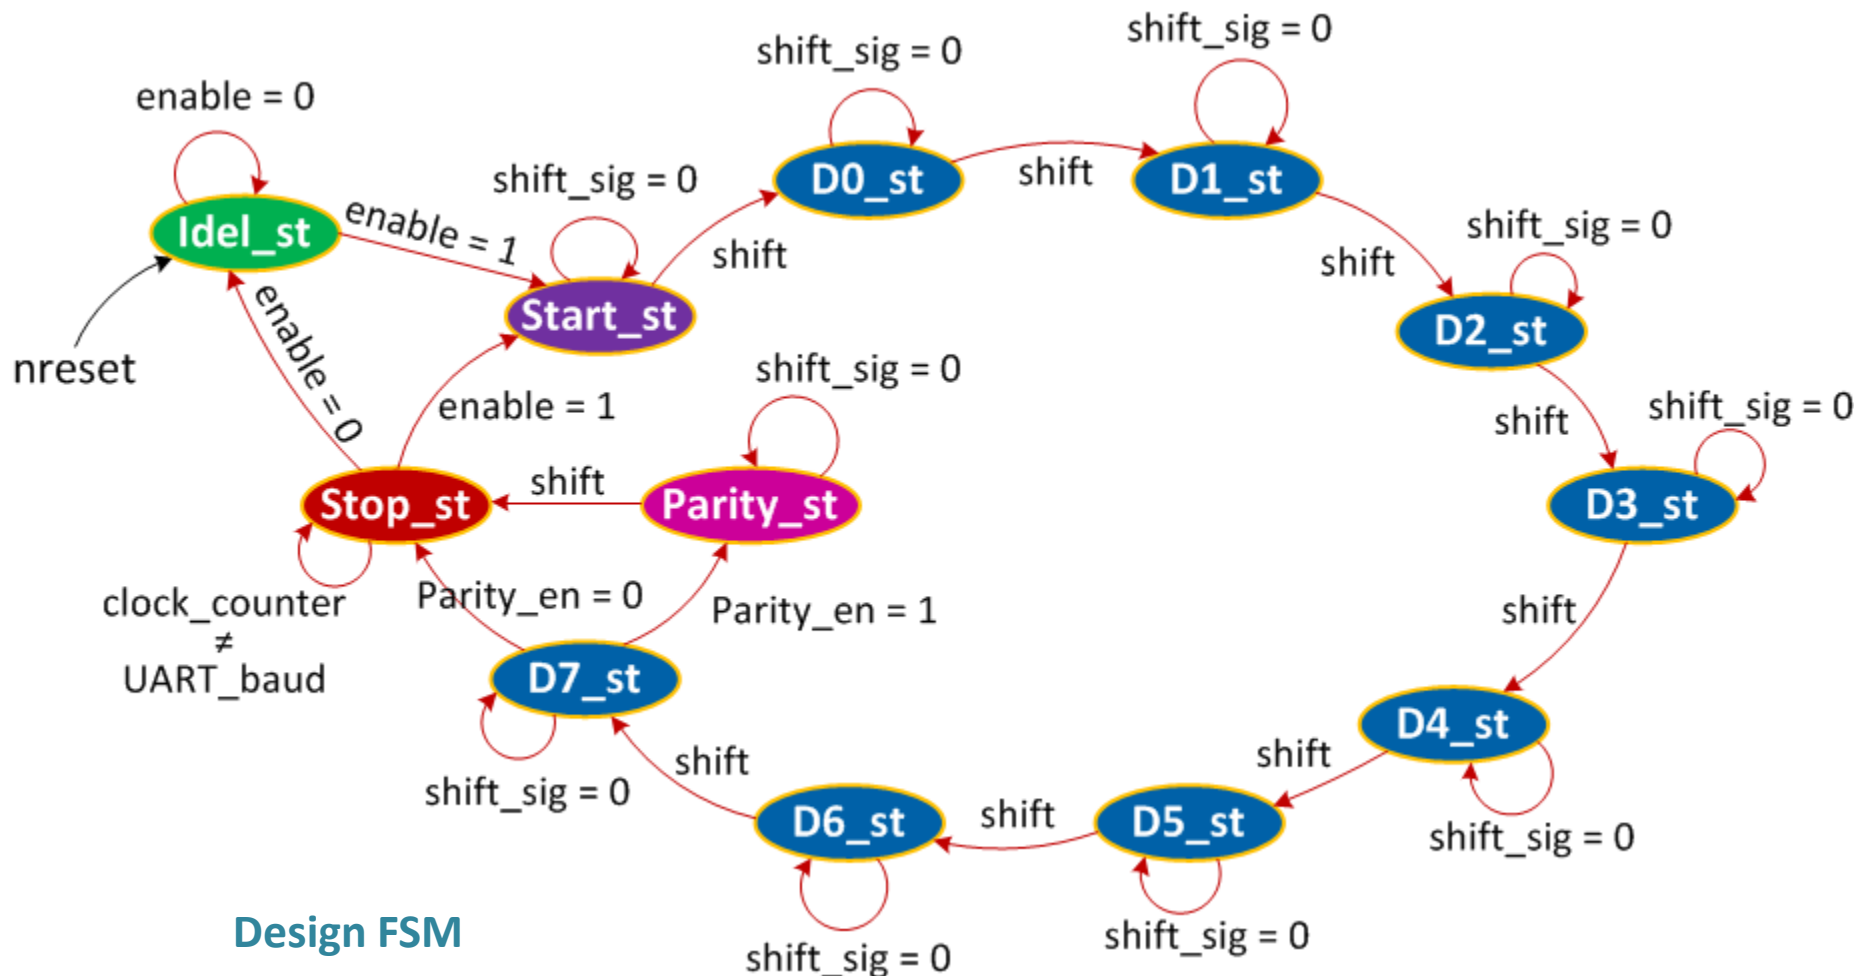 shift_sig = 0
shift_sig = 0
enable = 0
shift_sig = 0
D0_st
shift
D1_st
Idel_st
enable = 1
shift
shift_sig = 0
shift
Start_st
D2_st
nreset
enable = 0
enable = 1
shift_sig = 0
shift
shift_sig = 0
Stop_st
shift
Parity_st
D3_st
clock_counter
≠
UART_baud
Parity_en = 0
Parity_en = 1
shift
D7_st
D4_st
shift_sig = 0
shift
shift
D6_st
shift
D5_st
shift_sig = 0
Design FSM
shift_sig = 0
shift_sig = 0